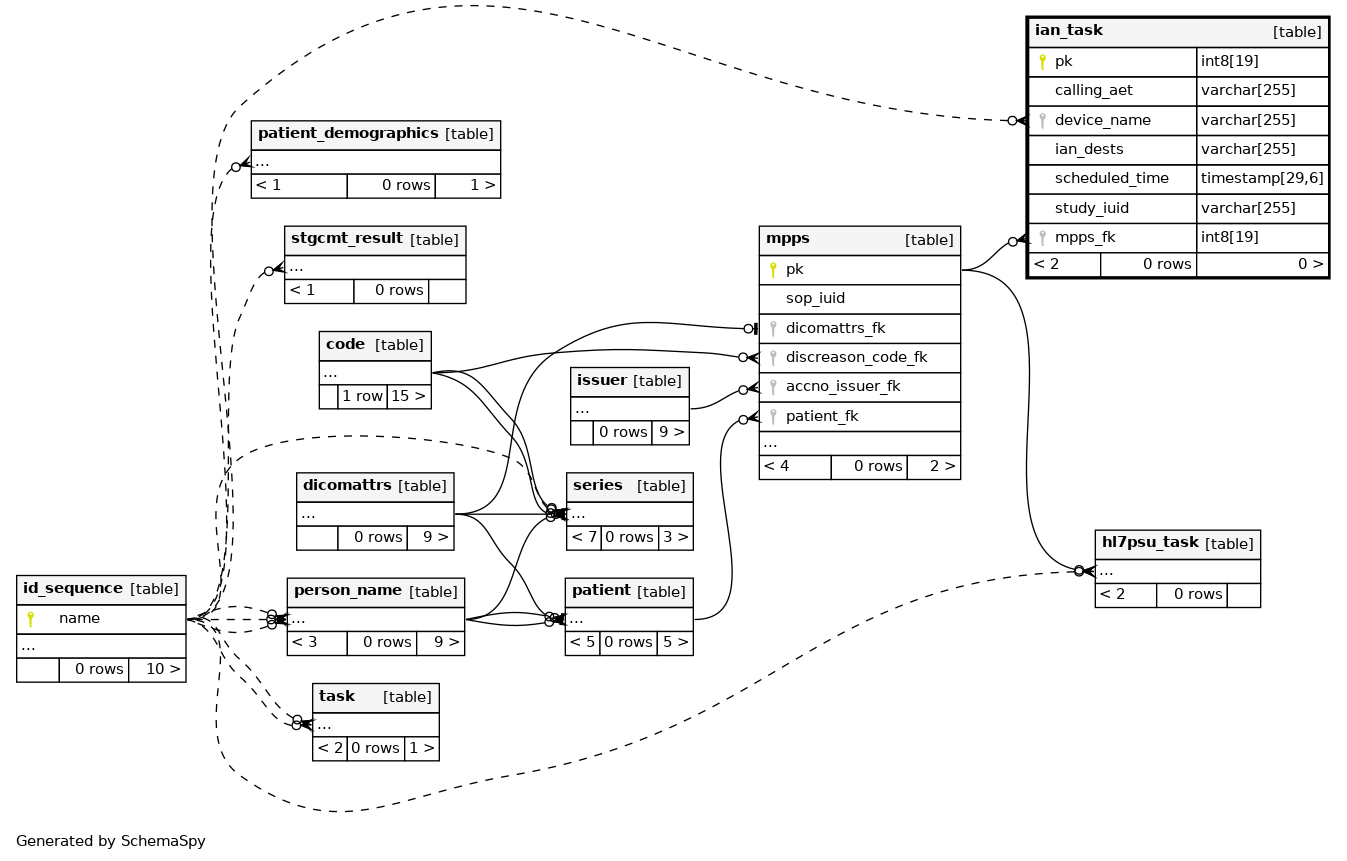 ian_task [table]
pk int8[19]
calling_aet varchar[255]
device_name varchar[255]
ian_dests varchar[255]
scheduled_time timestamp[29,6]
study_iuid varchar[255]
mpps_fk int8[19]
< 2 0 rows 0 >
patient_demographics [table]
...
< 1 0 rows 1 >
stgcmt_result [table]
...
< 1 0 rows
mpps [table]
pk
sop_iuid
dicomattrs_fk
discreason_code_fk
accno_issuer_fk
patient_fk
...
< 4 0 rows 2 >
code [table]
...
1 row 15 >
issuer [table]
...
0 rows 9 >
dicomattrs [table]
...
0 rows 9 >
series [table]
...
< 7 0 rows 3 >
hl7psu_task [table]
...
< 2 0 rows
id_sequence [table]
name
...
0 rows 10 >
person_name [table]
...
< 3 0 rows 9 >
patient [table]
...
< 5 0 rows 5 >
task [table]
...
< 2 0 rows 1 >
Generated by SchemaSpy